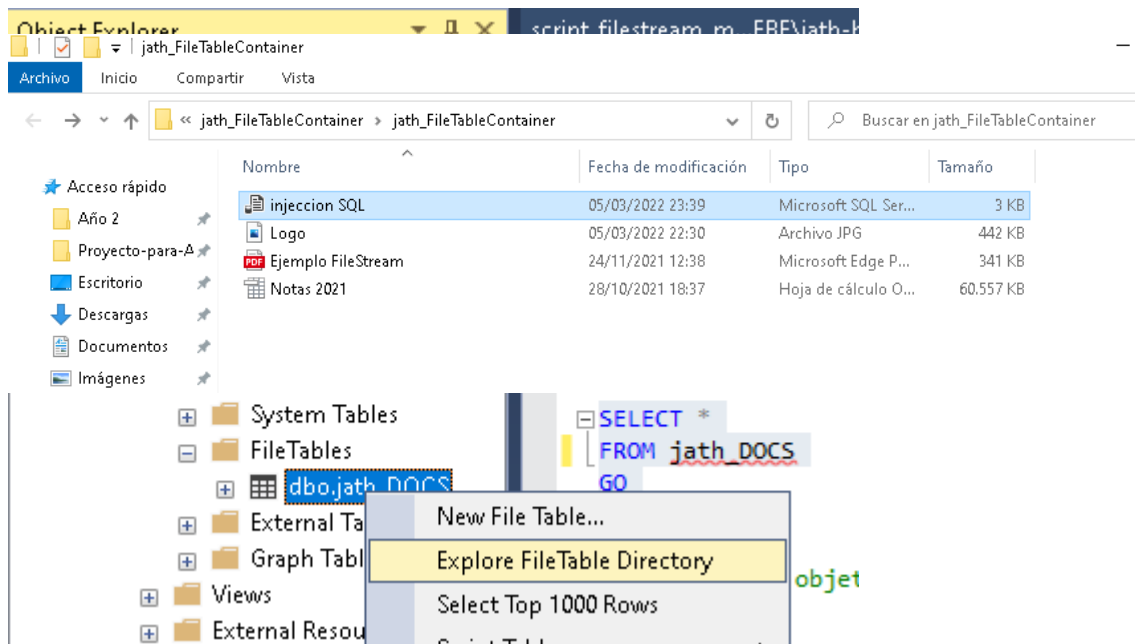 Object Explorer script filestream m...EBE\jath-b
jath_FileTableContainer
Archivo Inicio Compartir Vista
« jath_FileTableContainer > jath_FileTableContainer Buscar en jath_FileTableContainer
Nombre Fecha de modificación Tipo Tamaño
Acceso rápido
injeccion SQL 05/03/2022 23:39 Microsoft SQL Ser... 3 KB
Año 2
Logo 05/03/2022 22:30 Archivo JPG 442 KB
Proyecto-para-A
PDF Ejemplo FileStream 24/11/2021 12:38 Microsoft Edge P... 341 KB
Escritorio
Notas 2021 28/10/2021 18:37 Hoja de cálculo O... 60.557 KB
Descargas
Documentos
Imágenes
System Tables SELECT *
FileTables FROM jath_DOCS
dbo.jath_DOCS GO
External Ta New File Table...
Graph Tabl Explore FileTable Directory objet
Views Select Top 1000 Rows
External Resou